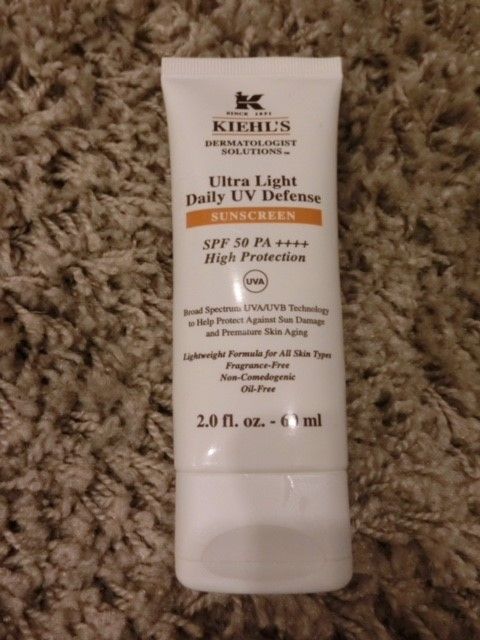 K
SINCE 1851
KIEHL'S
DERMATOLOGIST
SOLUTIONS™
Ultra Light
Daily UV Defense
SUNSCREEN
SPF 50 PA ++++
High Protection
UVA
Broad Spectrum UVA/UVB Technology
to Help Protect Against Sun Damage
and Premature Skin Aging
Lightweight Formula for All Skin Types
Fragrance-Free
Non-Comedogenic
Oil-Free
2.0 fl. oz. - 60 ml